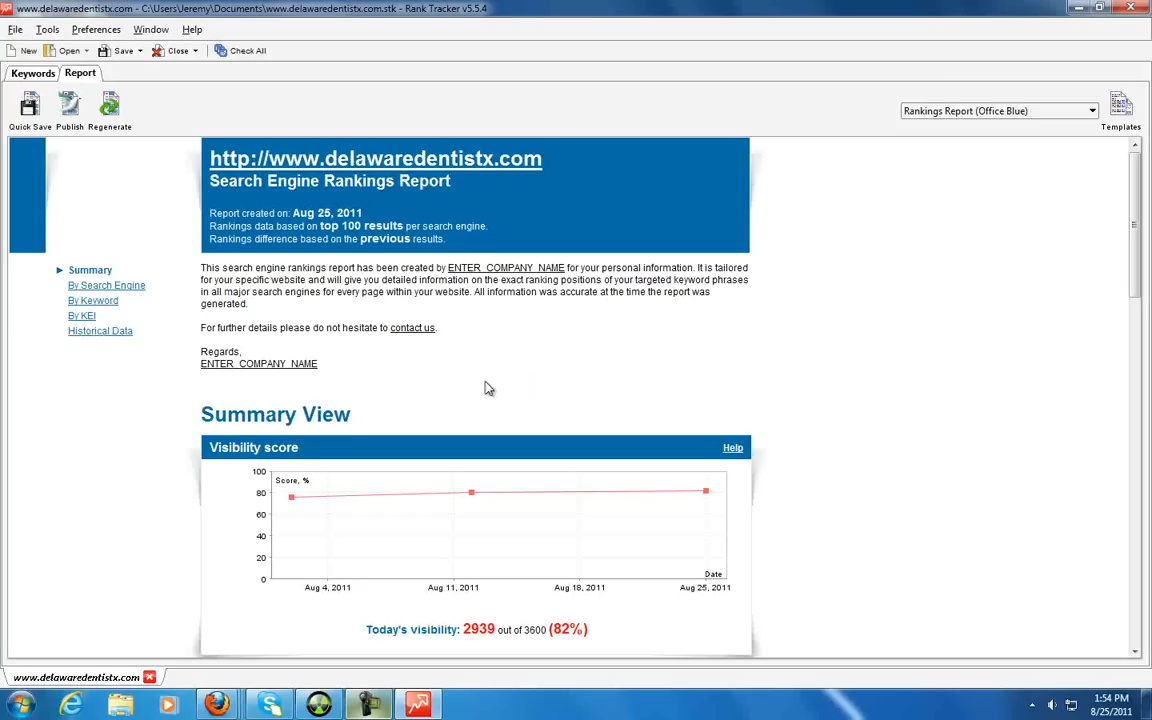 www.delawaredentistx.com - C:\Users\Jeremy\Documents\www.delawaredentistx.com.stk - Rank Tracker v5.5.4
File Tools Preferences Window Help
New Open Save Close Check All
Keywords Report
Quick Save Publish Regenerate
Rankings Report (Office Blue)
Templates
http://www.delawaredentistx.com
Search Engine Rankings Report
Report created on: Aug 25, 2011
Rankings data based on top 100 results per search engine.
Rankings difference based on the previous results.
Summary
By Search Engine
By Keyword
By KEI
Historical Data
This search engine rankings report has been created by ENTER_COMPANY_NAME for your personal information. It is tailored
for your specific website and will give you detailed information on the exact ranking positions of your targeted keyword phrases
in all major search engines for every page within your website. All information was accurate at the time the report was
generated.
For further details please do not hesitate to contact us.
Regards,
ENTER_COMPANY_NAME
Summary View
Visibility score Help
Score, %
100
80
60
40
20
0
Date
Aug 4, 2011 Aug 11, 2011 Aug 18, 2011 Aug 25, 2011
Today's visibility: 2939 out of 3600 (82%)
www.delawaredentistx.com
1:54 PM
8/25/2011